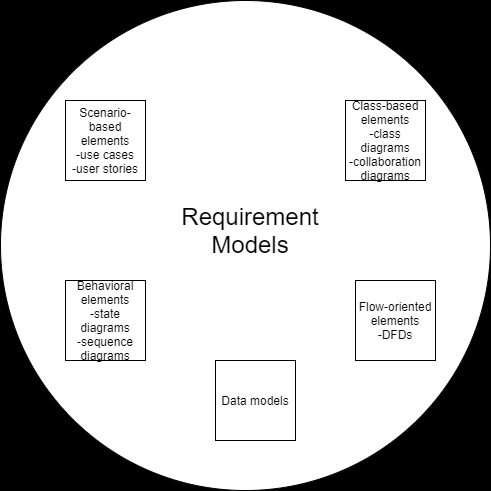 Scenario-
based
elements
-use cases
-user stories
Class-based
elements
-class
diagrams
-collaboration
diagrams
Requirement
Models
Behavioral
elements
-state
diagrams
-sequence
diagrams
Flow-oriented
elements
-DFDs
Data models